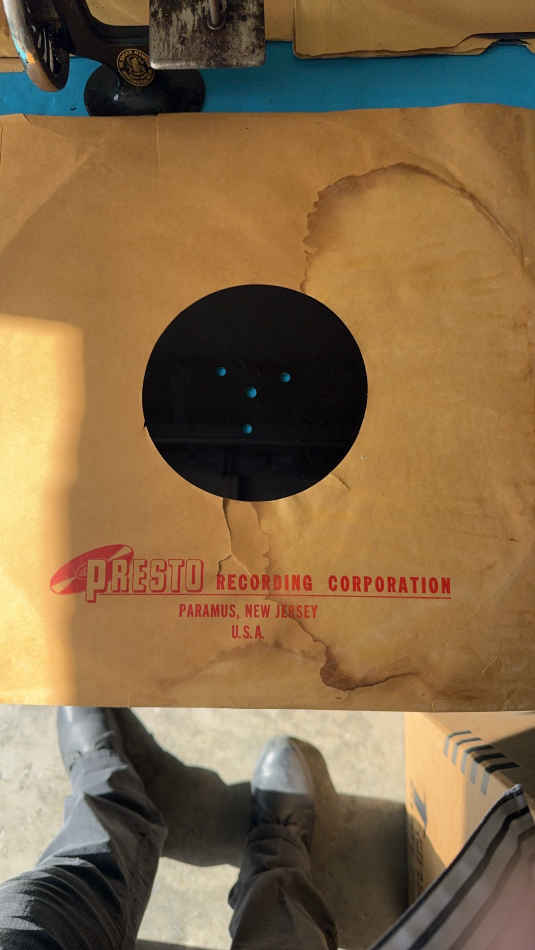 PRESTO RECORDING CORPORATION
PARAMUS, NEW JERSEY
U.S.A.